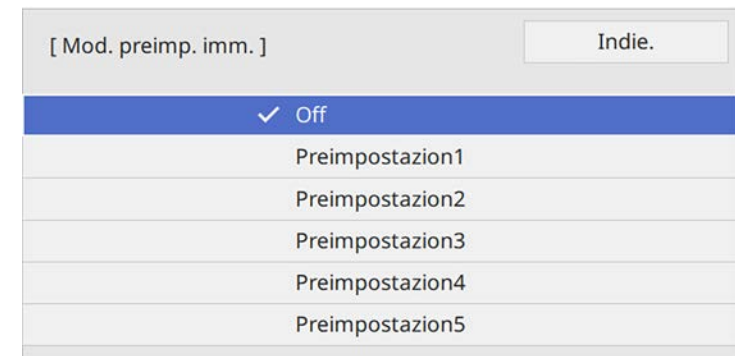 [ Mod. preimp. imm. ]
Indie.
Off
Preimpostazion1
Preimpostazion2
Preimpostazion3
Preimpostazion4
Preimpostazion5